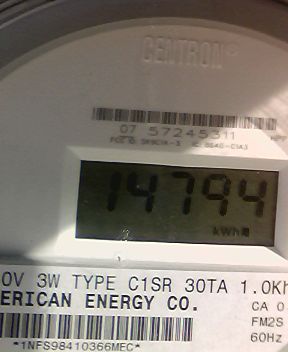 CENTRON®
07 57245311
14794
kWh
0V 3W TYPE C1SR 30TA 1.0Kh
ERICAN ENERGY CO.
CA 0
FM2S
60Hz
*1NFS98410366MEC*